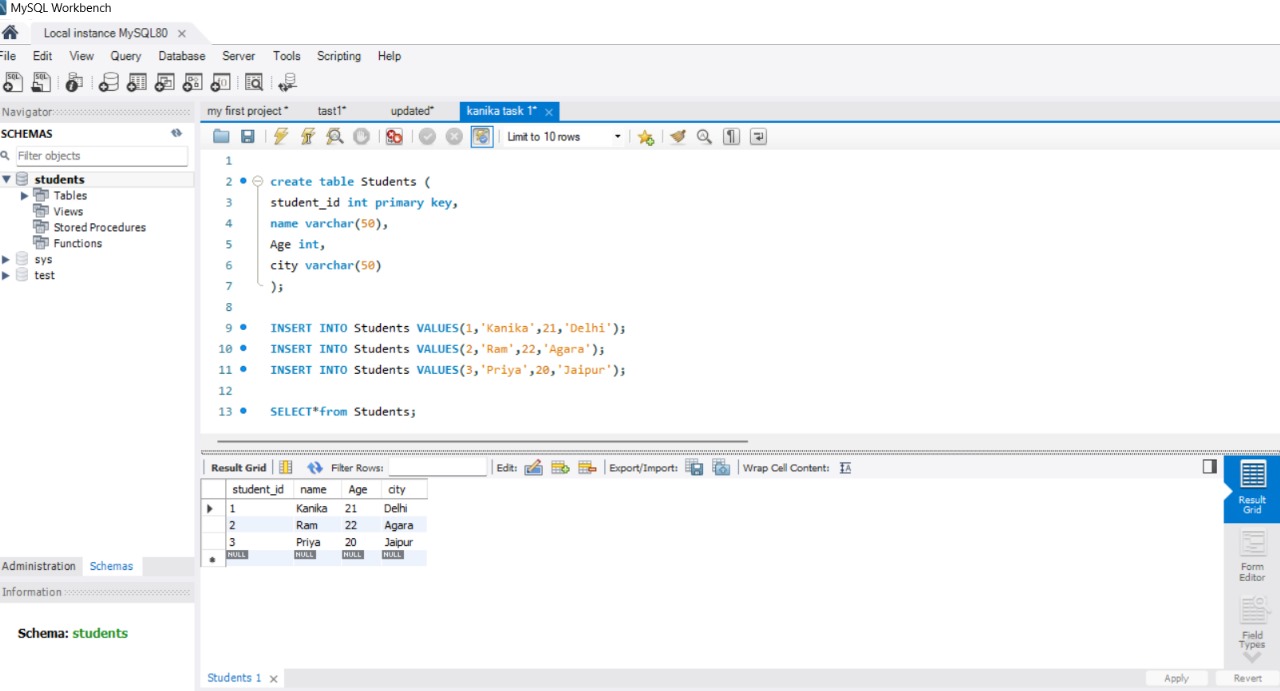 MySQL Workbench
Local instance MySQL80
File Edit View Query Database Server Tools Scripting Help
Navigator
my first project* tast1* updated* kanika task 1*
SCHEMAS
Filter objects
students
Tables
Views
Stored Procedures
Functions
sys
test
Administration Schemas
Information
Schema: students
Limit to 10 rows
1
2 create table Students (
3 student_id int primary key,
4 name varchar(50),
5 Age int,
6 city varchar(50)
7 );
8
9 INSERT INTO Students VALUES(1,'Kanika',21,'Delhi');
10 INSERT INTO Students VALUES(2,'Ram',22,'Agara');
11 INSERT INTO Students VALUES(3,'Priya',20,'Jaipur');
12
13 SELECT*from Students;
Result Grid Filter Rows: Edit: Export/Import: Wrap Cell Content:
student_id name Age city
1 Kanika 21 Delhi
2 Ram 22 Agara
3 Priya 20 Jaipur
NULL NULL NULL NULL
Result
Grid
Form
Editor
Field
Types
Students 1
Apply Revert